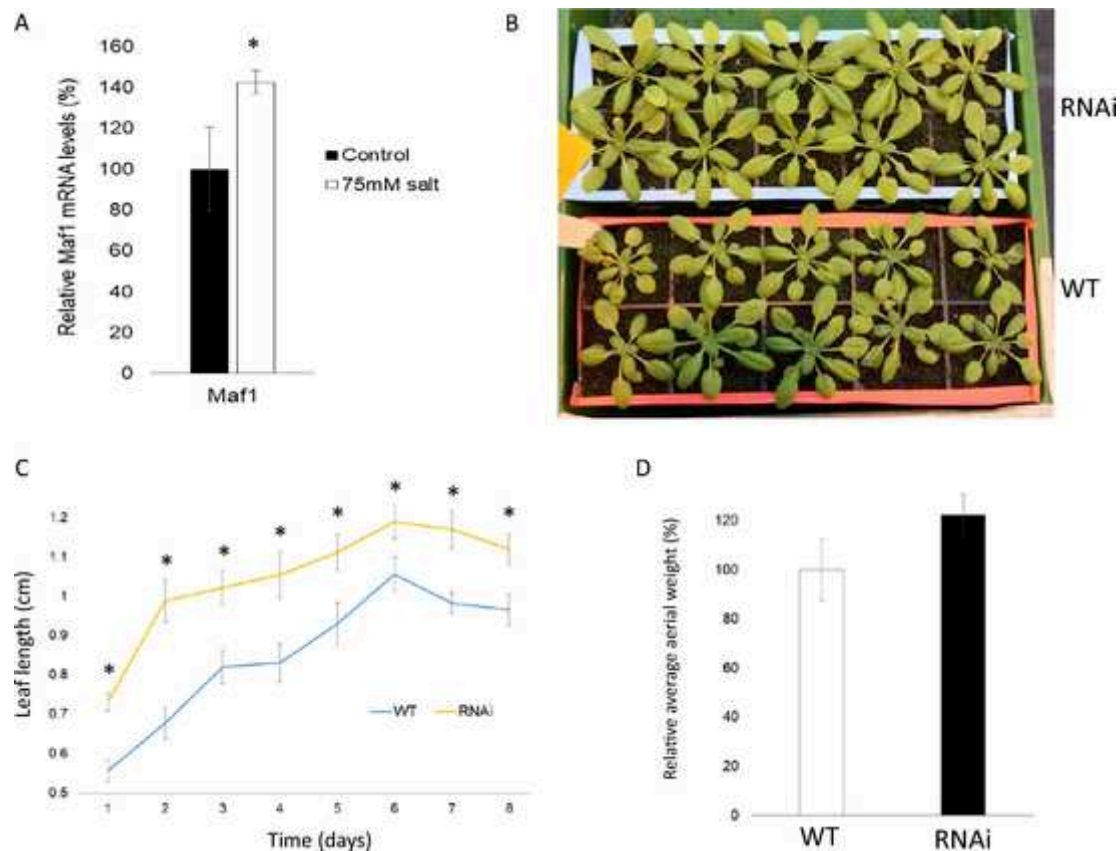 A
Relative Maf1 mRNA levels (%)
160
140
120
100
80
60
40
20
0
*
Control
75mM salt
Maf1
B
RNAi
WT
C
Leaf length (cm)
1.2
1.1
1
0.9
0.8
0.7
0.6
0.5
* * * * * * * *
WT RNAi
1 2 3 4 5 6 7 8
Time (days)
D
Relative average aerial weight (%)
120
100
80
60
40
20
0
WT RNAi